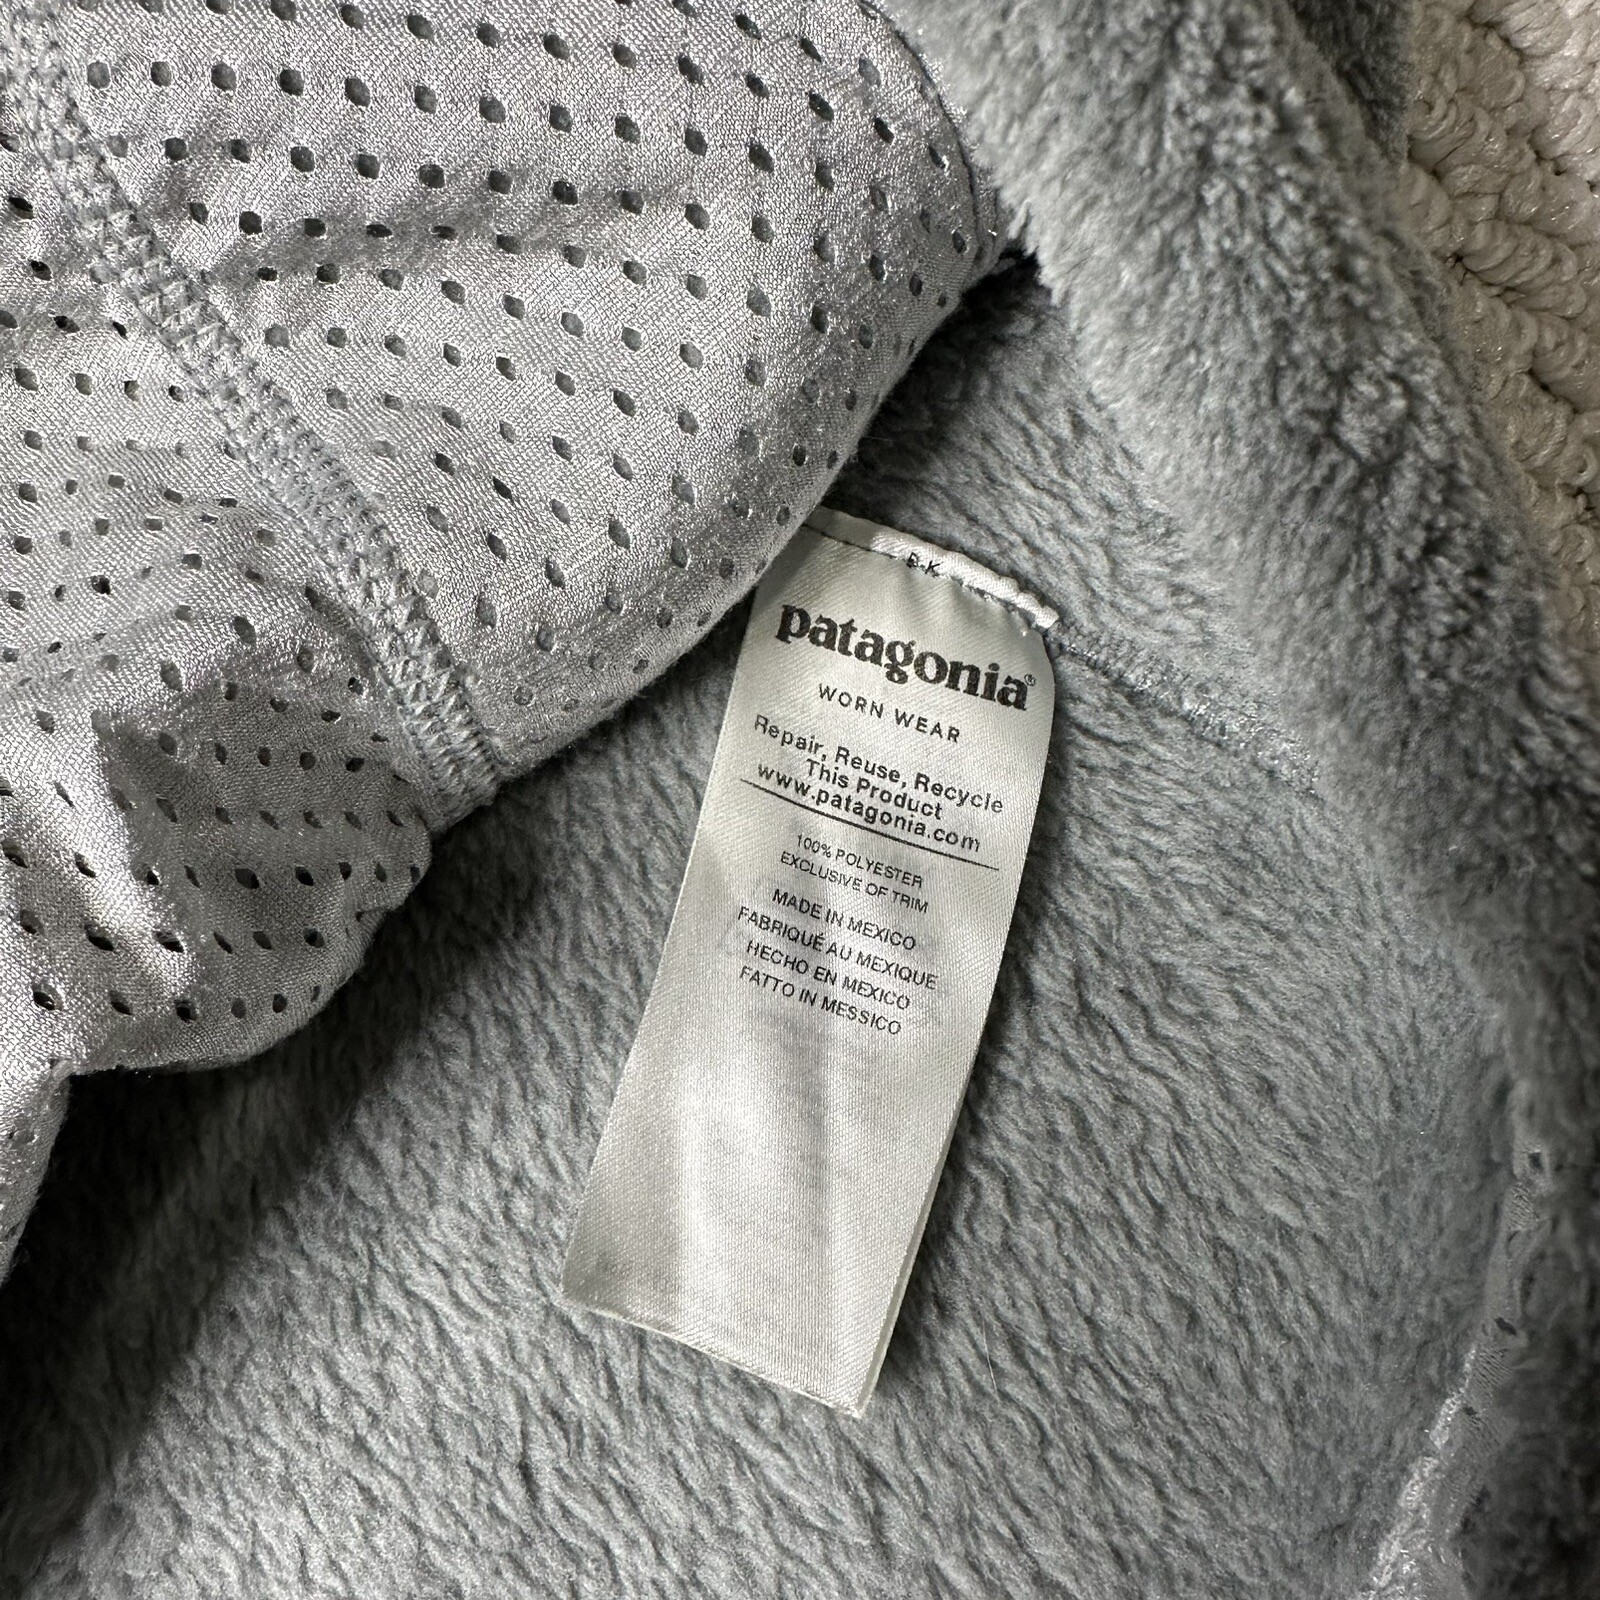 patagonia®
WORN WEAR
Repair, Reuse, Recycle
This Product
www.patagonia.com
100% POLYESTER
EXCLUSIVE OF TRIM
MADE IN MEXICO
FABRIQUÉ AU MEXIQUE
HECHO EN MEXICO
FATTO IN MESSICO